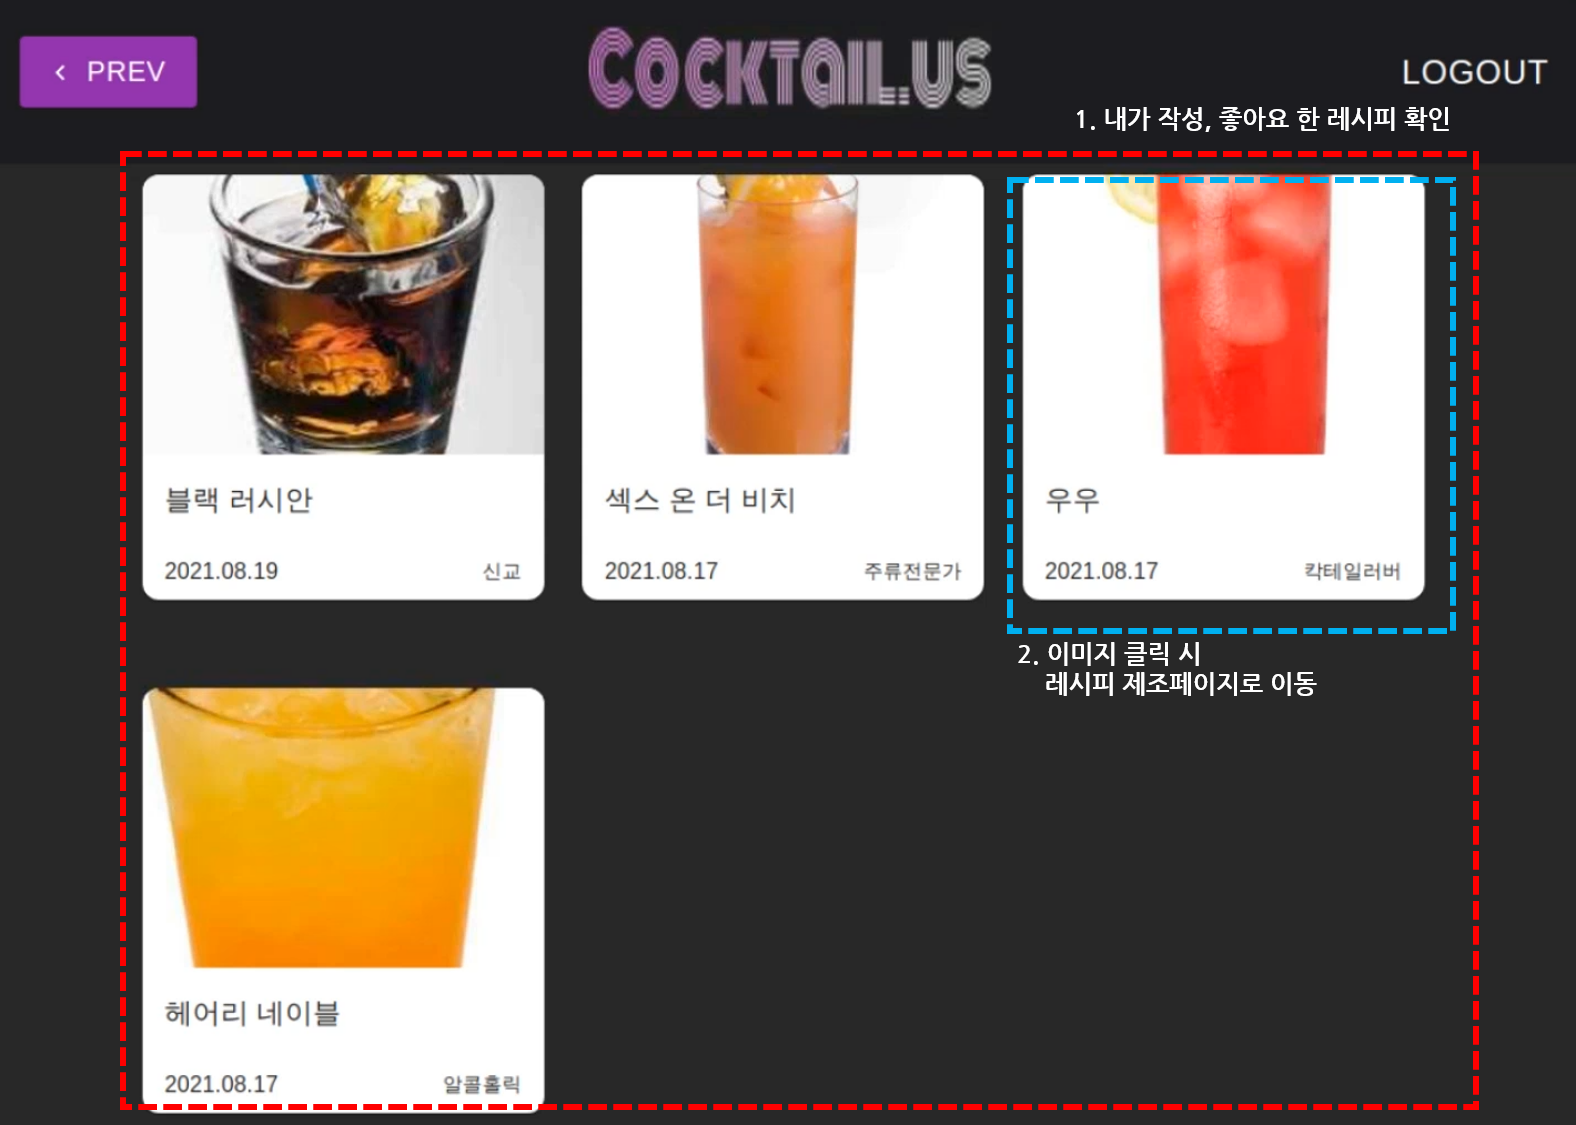 PREV
COCKTAIL.US
LOGOUT
1. 내가 작성, 좋아요 한 레시피 확인
블랙 러시안
2021.08.19 신교
섹스 온 더 비치
2021.08.17 주류전문가
우우
2021.08.17 칵테일러버
2. 이미지 클릭 시
레시피 제조페이지로 이동
헤어리 네이블
2021.08.17 알콜홀릭